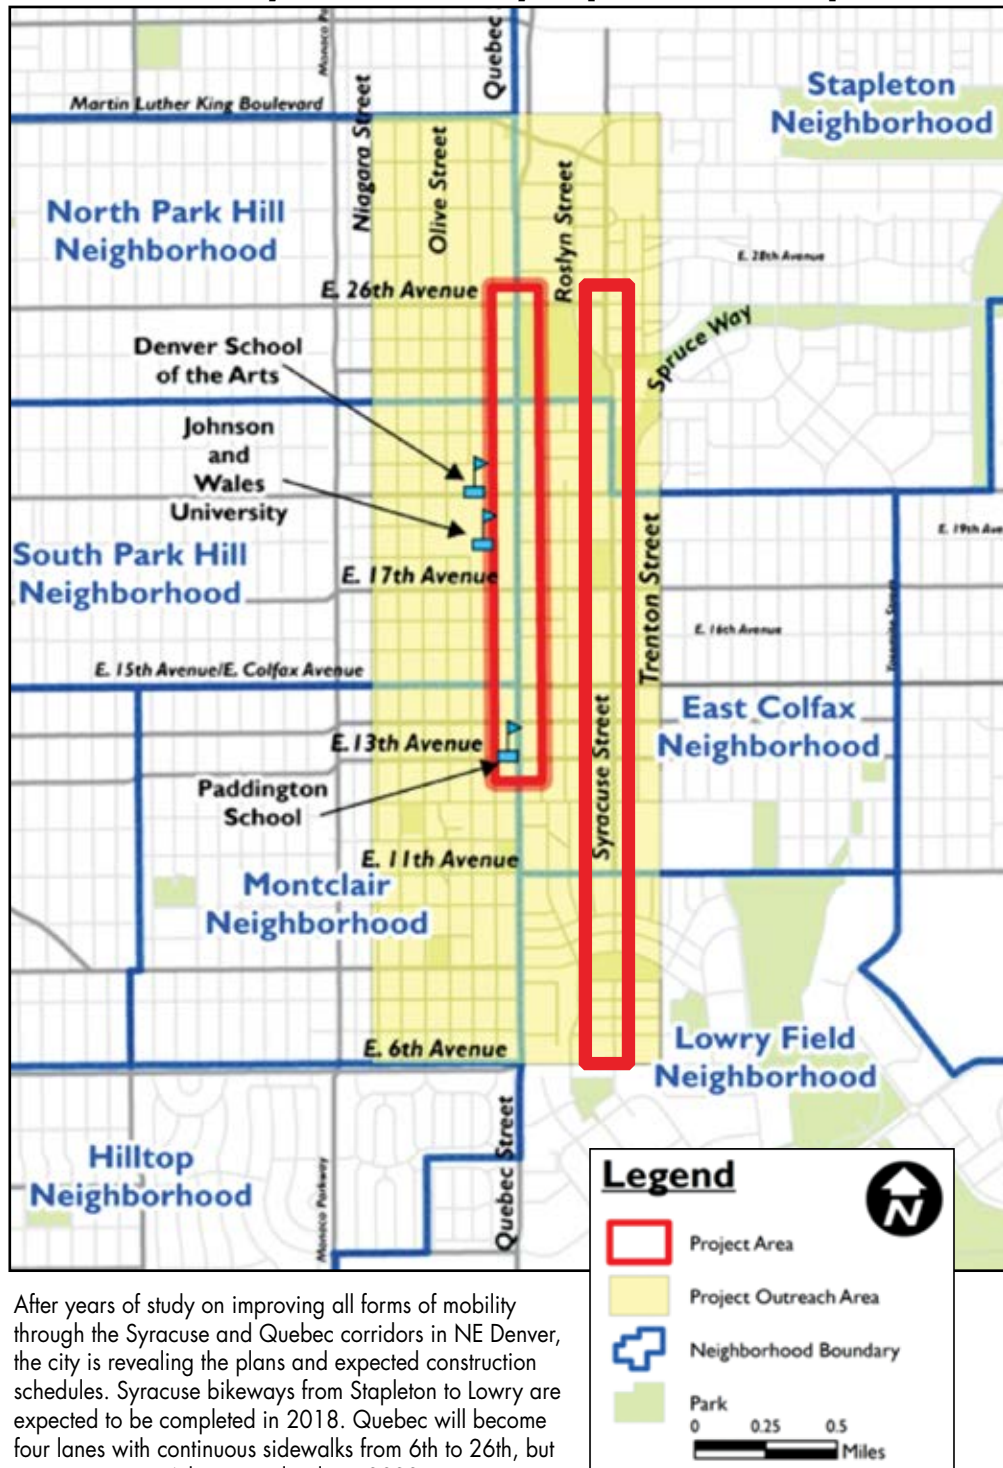 Quebec
Martin Luther King Boulevard
Stapleton
Neighborhood
Niagara Street
Olive Street
Roslyn Street
North Park Hill
Neighborhood
E. 28th Avenue
E. 26th Avenue
Spruce Way
Denver School
of the Arts
Johnson
and
Wales
University
E. 19th Ave
South Park Hill
Neighborhood
E. 17th Avenue
Trenton Street
E. 16th Avenue
E. 15th Avenue/E. Colfax Avenue
East Colfax
Neighborhood
Syracuse Street
E. 13th Avenue
Paddington
School
E. 11th Avenue
Montclair
Neighborhood
Lowry Field
Neighborhood
E. 6th Avenue
Hilltop
Neighborhood
Monaco Parkway
Quebec Street
Legend
N
Project Area
Project Outreach Area
Neighborhood Boundary
Park
0 0.25 0.5
Miles
After years of study on improving all forms of mobility
through the Syracuse and Quebec corridors in NE Denver,
the city is revealing the plans and expected construction
schedules. Syracuse bikeways from Stapleton to Lowry are
expected to be completed in 2018. Quebec will become
four lanes with continuous sidewalks from 6th to 26th, but